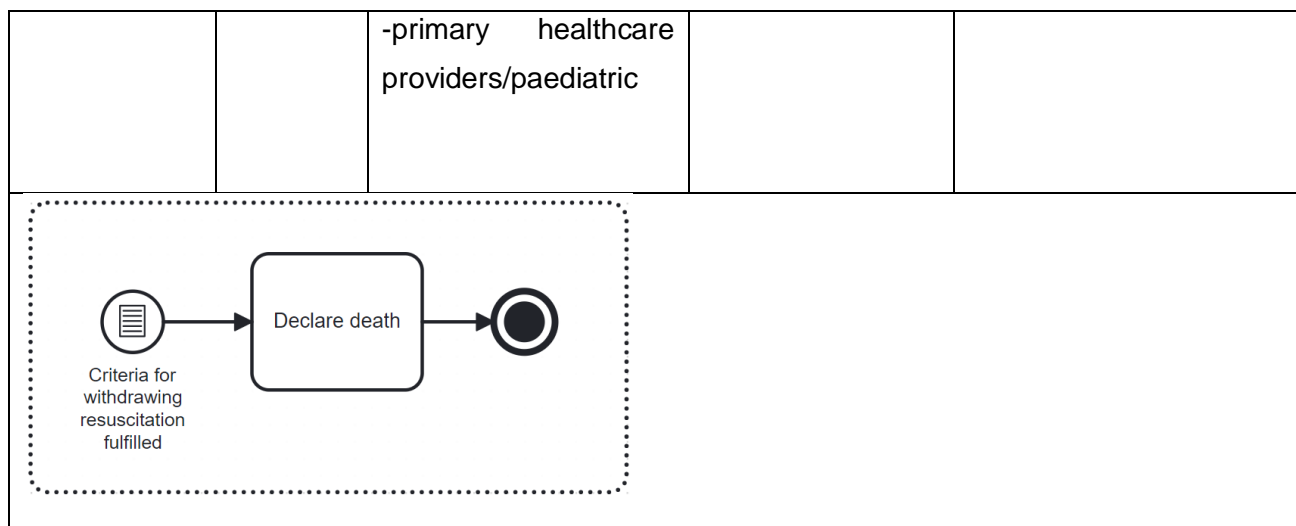 -primary healthcare
providers/paediatric
Declare death
Criteria for
withdrawing
resuscitation
fulfilled